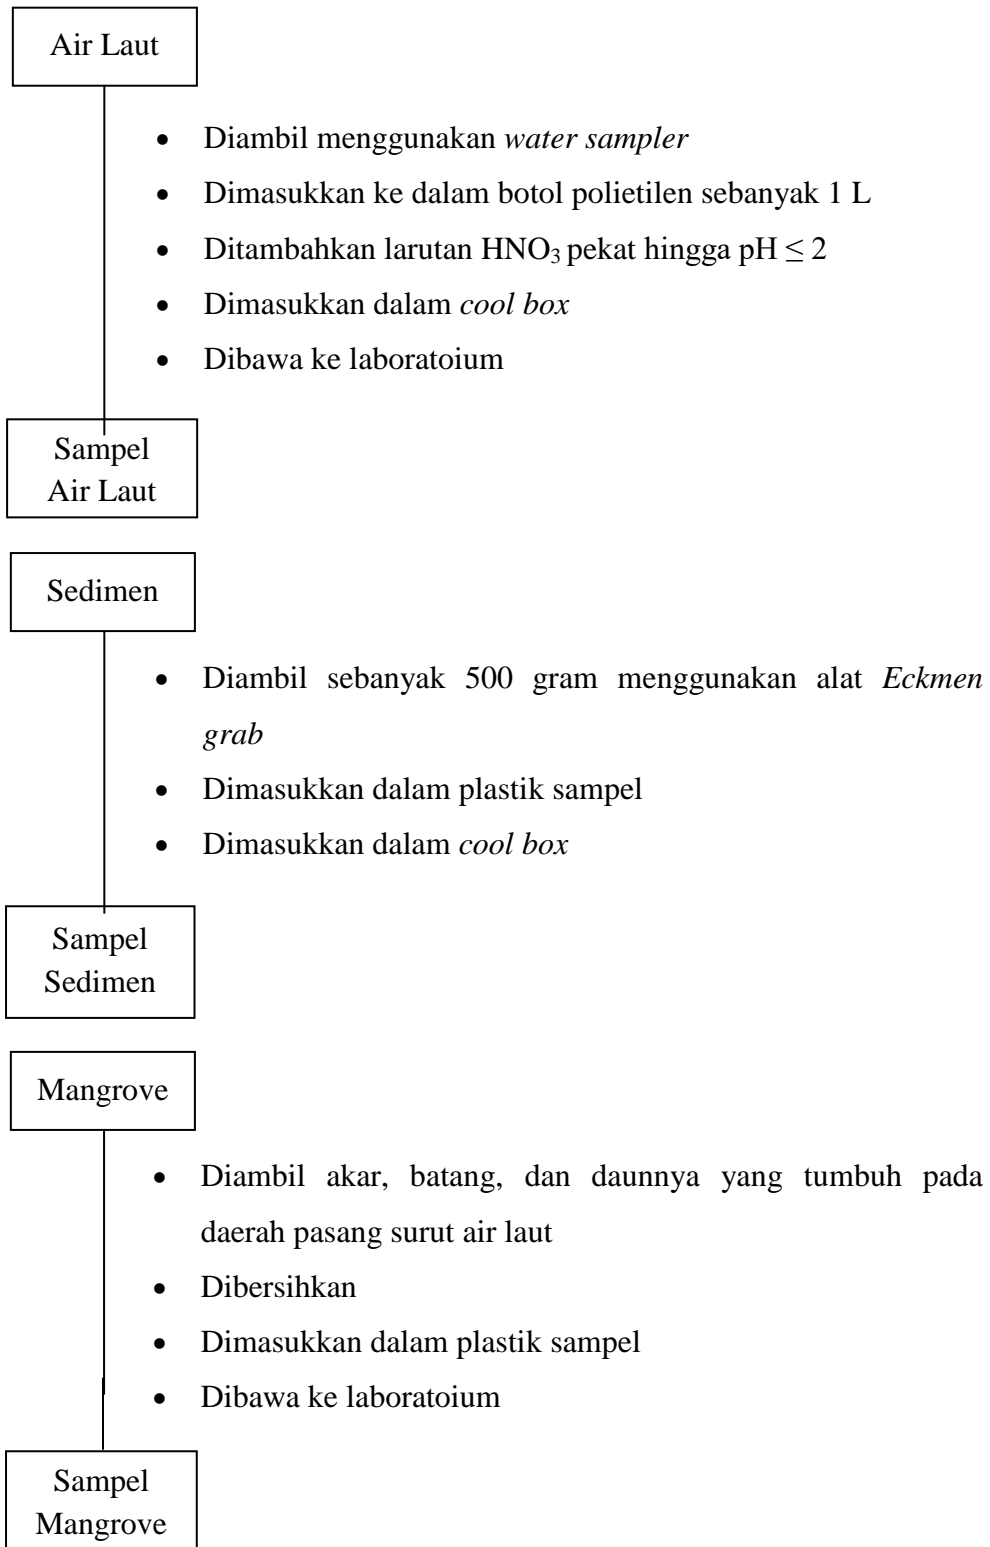 Air Laut
• Diambil menggunakan water sampler
• Dimasukkan ke dalam botol polietilen sebanyak 1 L
• Ditambahkan larutan HNO₃ pekat hingga pH ≤ 2
• Dimasukkan dalam cool box
• Dibawa ke laboratoium
Sampel
Air Laut
Sedimen
• Diambil sebanyak 500 gram menggunakan alat Eckmen
grab
• Dimasukkan dalam plastik sampel
• Dimasukkan dalam cool box
Sampel
Sedimen
Mangrove
• Diambil akar, batang, dan daunnya yang tumbuh pada
daerah pasang surut air laut
• Dibersihkan
• Dimasukkan dalam plastik sampel
• Dibawa ke laboratoium
Sampel
Mangrove